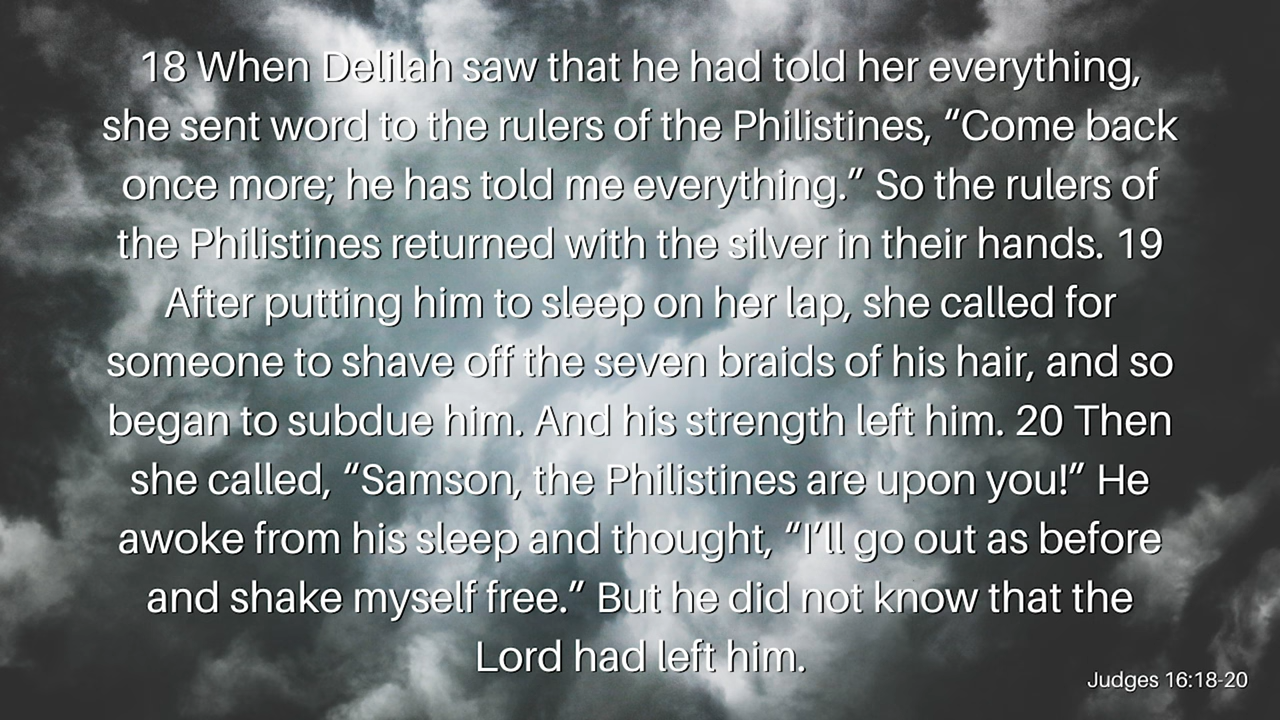 18 When Delilah saw that he had told her everything,
she sent word to the rulers of the Philistines, “Come back
once more; he has told me everything.” So the rulers of
the Philistines returned with the silver in their hands. 19
After putting him to sleep on her lap, she called for
someone to shave off the seven braids of his hair, and so
began to subdue him. And his strength left him. 20 Then
she called, “Samson, the Philistines are upon you!” He
awoke from his sleep and thought, “I’ll go out as before
and shake myself free.” But he did not know that the
Lord had left him.
Judges 16:18-20